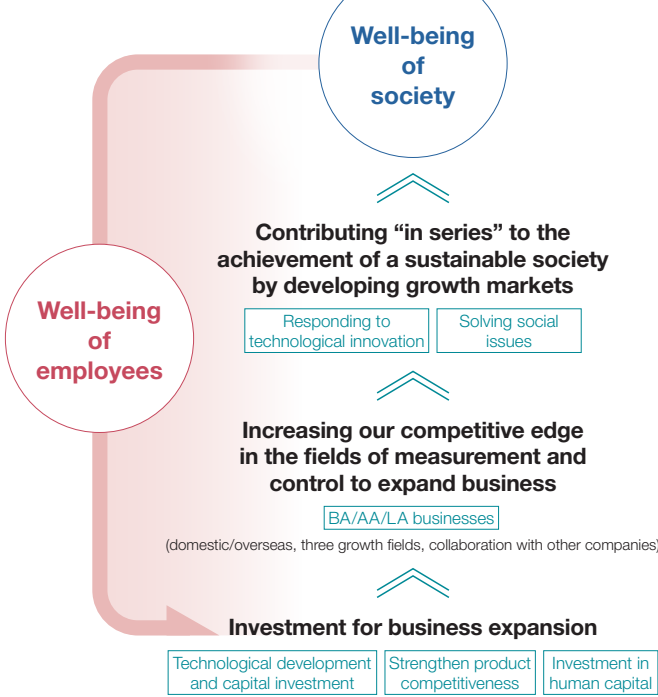 Well-being
of
society
Contributing “in series” to the
achievement of a sustainable society
by developing growth markets
Responding to
technological innovation
Solving social
issues
Well-being
of
employees
Increasing our competitive edge
in the fields of measurement and
control to expand business
BA/AA/LA businesses
(domestic/overseas, three growth fields, collaboration with other companies)
Investment for business expansion
Technological development
and capital investment
Strengthen product
competitiveness
Investment in
human capital